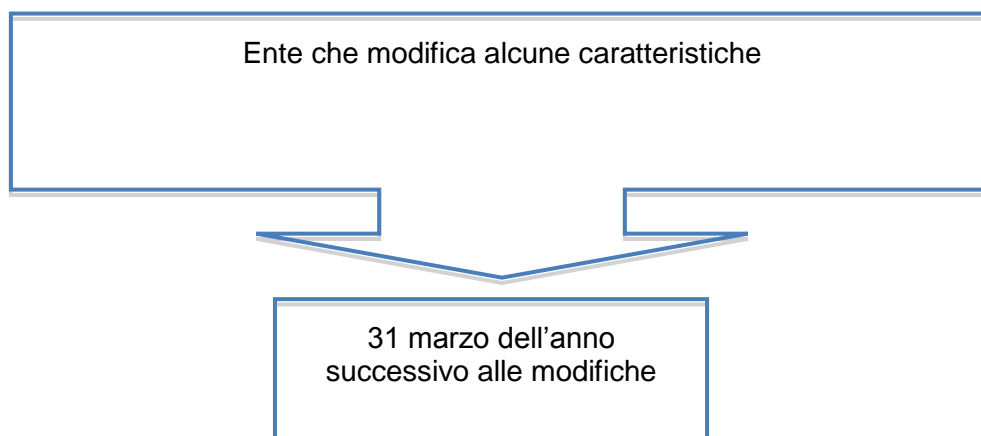 Ente che modifica alcune caratteristiche
31 marzo dell’anno
successivo alle modifiche